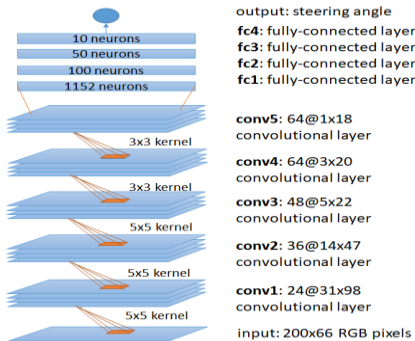 output: steering angle
10 neurons
fc4: fully-connected layer
50 neurons
fc3: fully-connected layer
100 neurons
fc2: fully-connected layer
1152 neurons
fc1: fully-connected layer
conv5: 64@1x18
convolutional layer
3x3 kernel
conv4: 64@3x20
convolutional layer
3x3 kernel
conv3: 48@5x22
convolutional layer
5x5 kernel
conv2: 36@14x47
convolutional layer
5x5 kernel
conv1: 24@31x98
convolutional layer
5x5 kernel
input: 200x66 RGB pixels